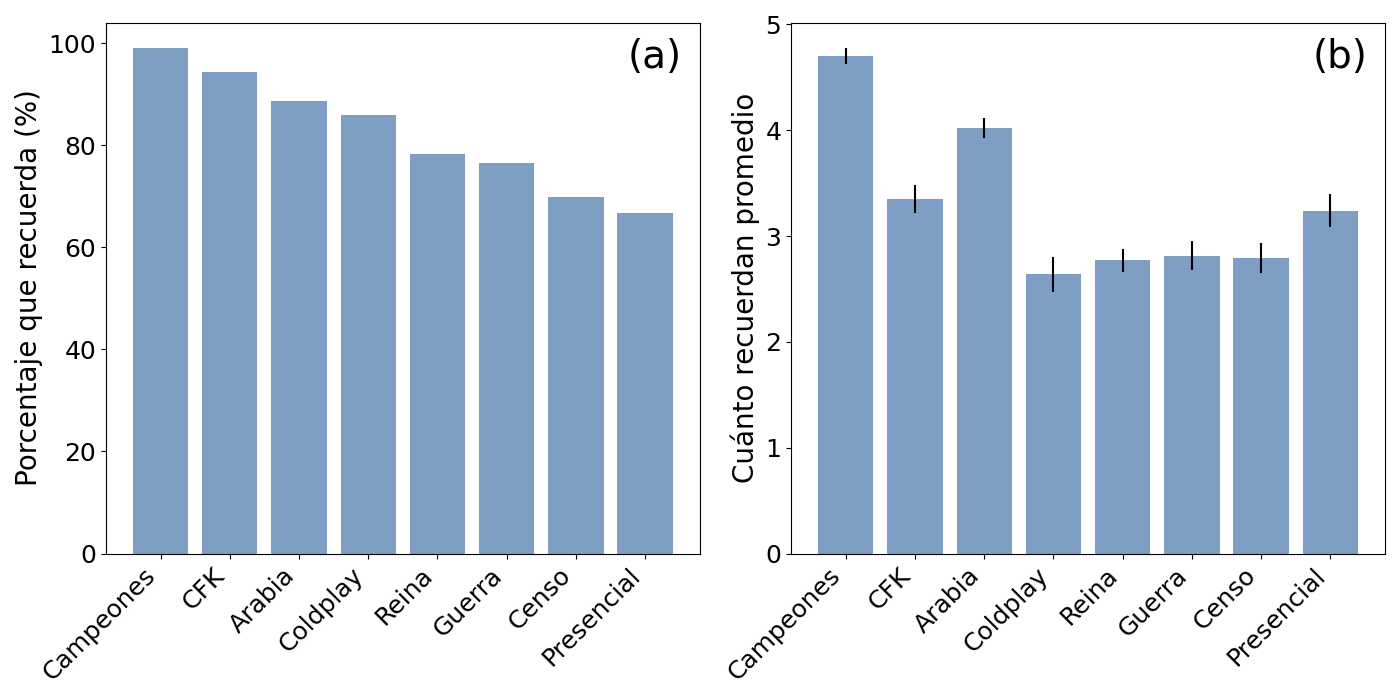 (a)
Porcentaje que recuerda (%)
100
80
60
40
20
0
Campeones
CFK
Arabia
Coldplay
Reina
Guerra
Censo
Presencial
(b)
Cuánto recuerdan promedio
5
4
3
2
1
0
Campeones
CFK
Arabia
Coldplay
Reina
Guerra
Censo
Presencial